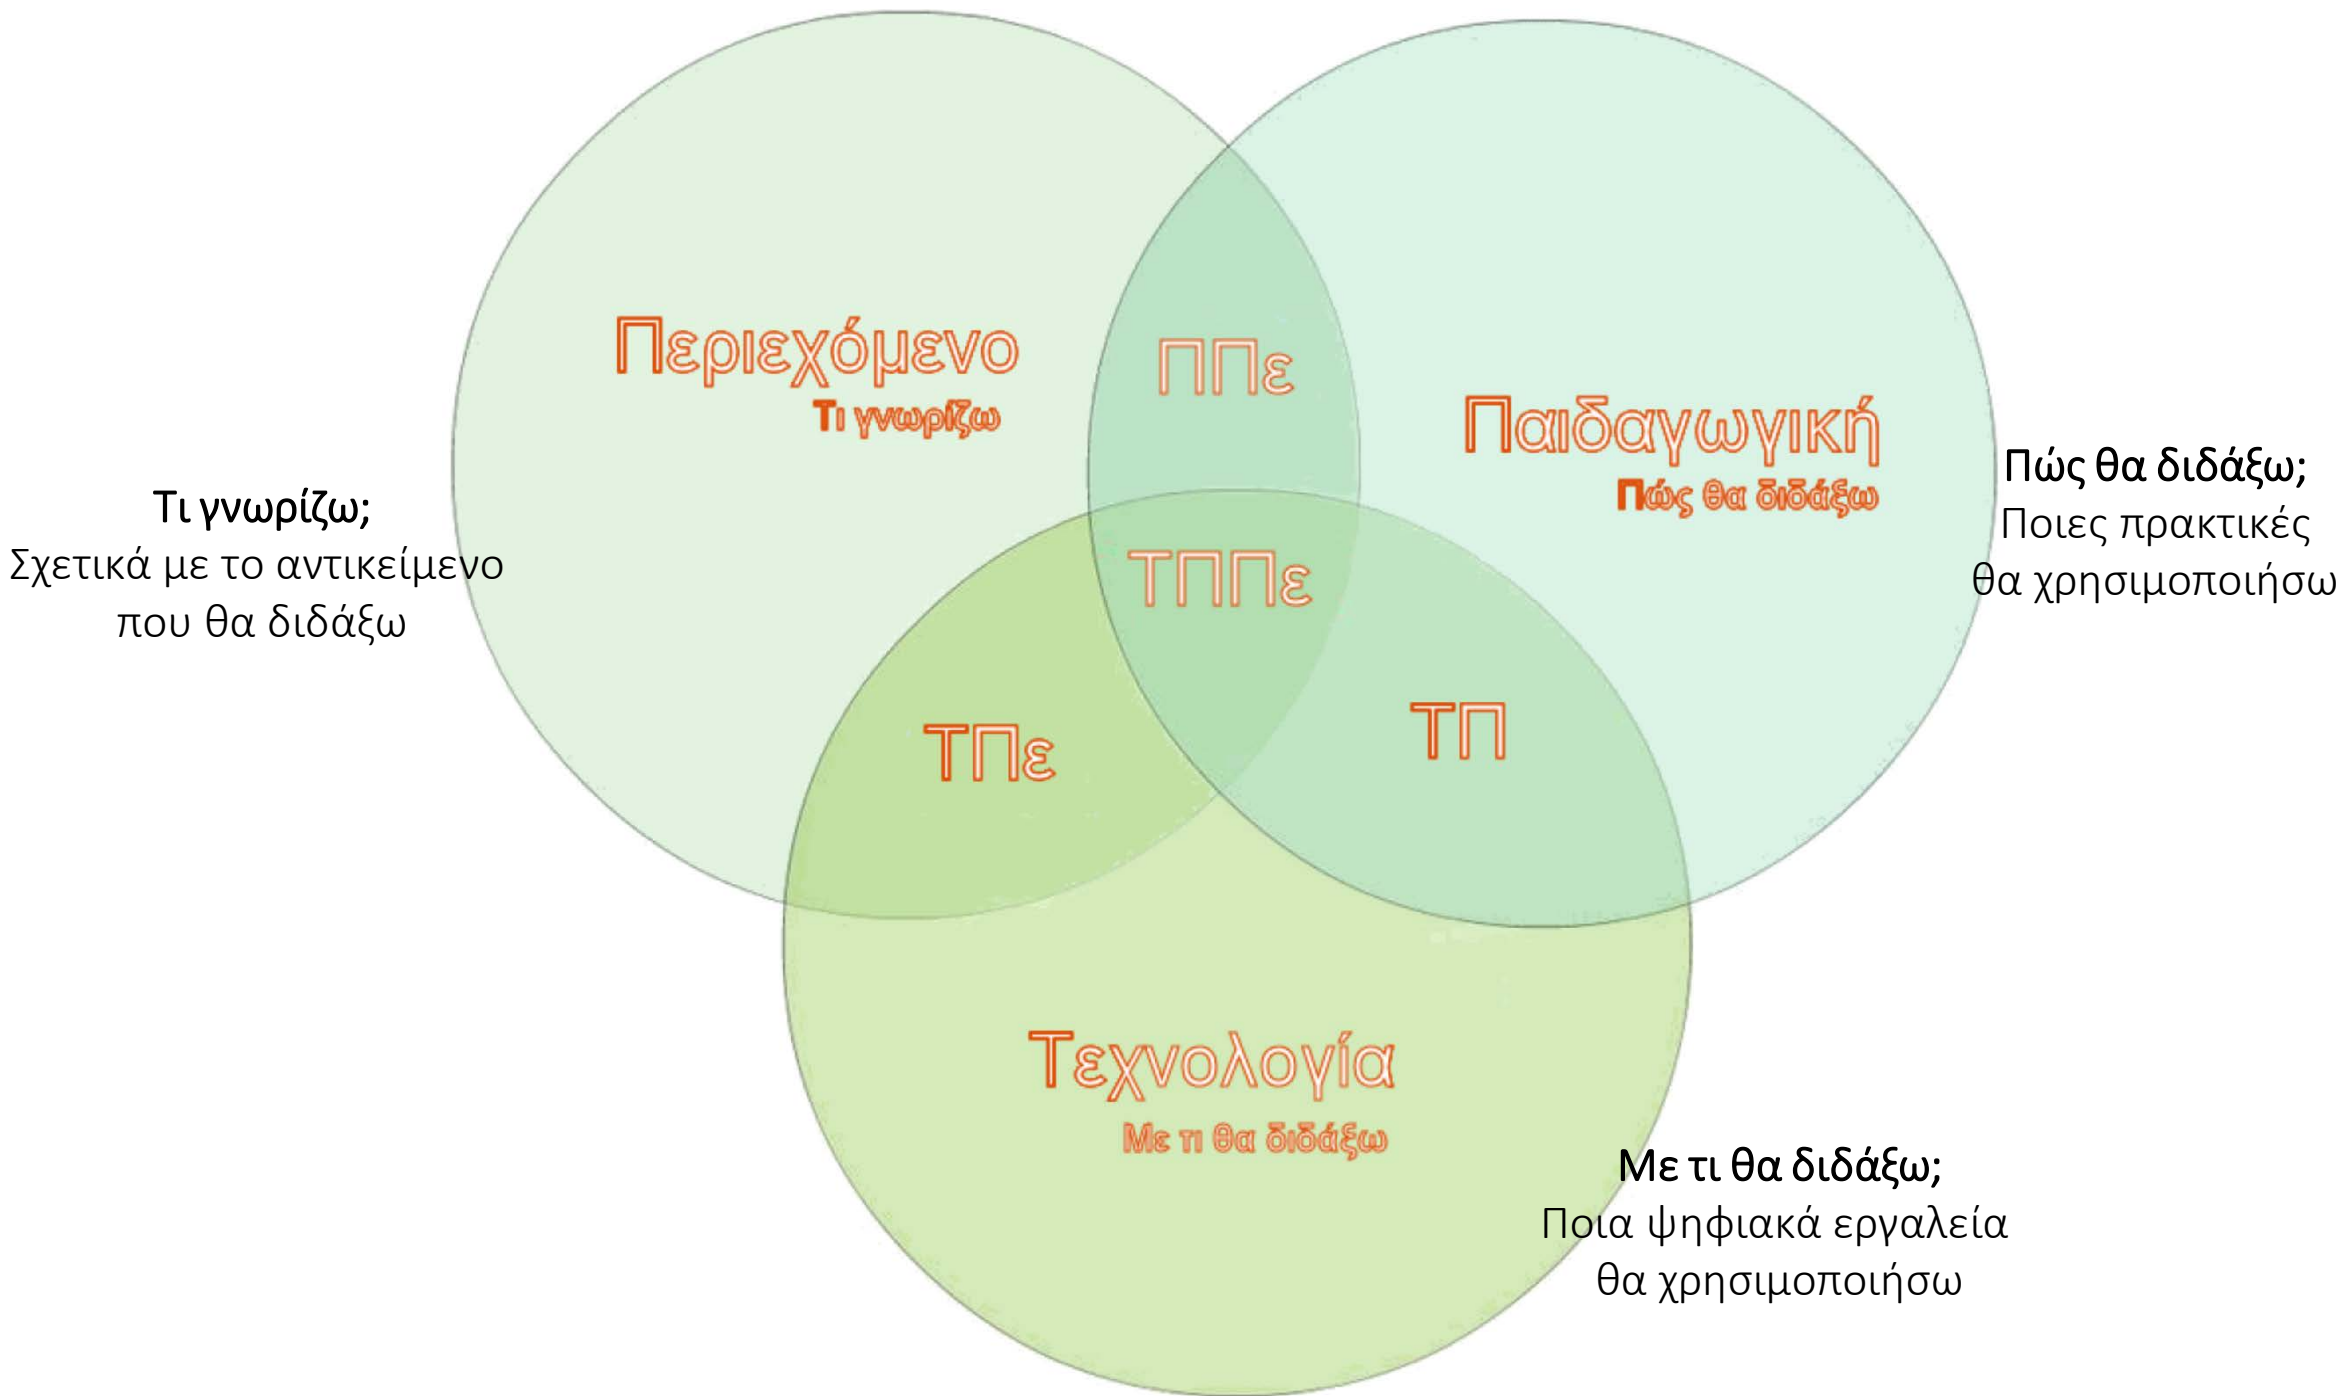 Περιεχόμενο
Τι γνωρίζω
ΠΠε
Παιδαγωγική
Πώς θα διδάξω
Τι γνωρίζω;
Σχετικά με το αντικείμενο
που θα διδάξω
Πώς θα διδάξω;
Ποιες πρακτικές
θα χρησιμοποιήσω
ΤΠΠε
ΤΠε
ΤΠ
Τεχνολογία
Με τι θα διδάξω
Με τι θα διδάξω;
Ποια ψηφιακά εργαλεία
θα χρησιμοποιήσω